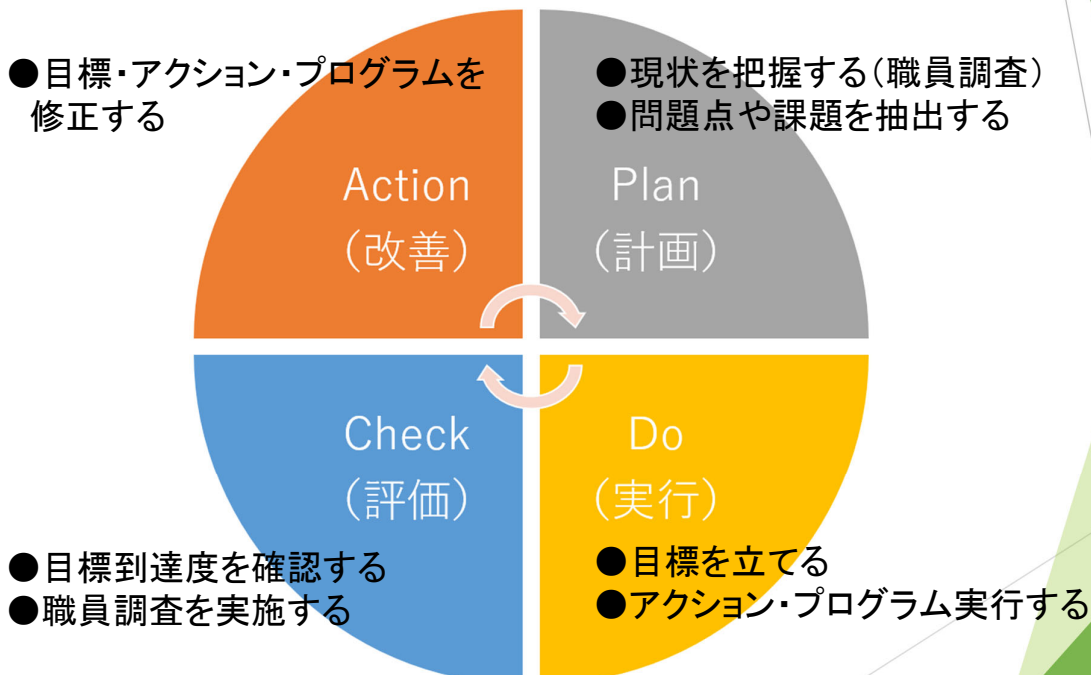 ●目標・アクション・プログラムを
修正する
Action
（改善）
●現状を把握する（職員調査）
●問題点や課題を抽出する
Plan
（計画）
Check
（評価）
●目標到達度を確認する
●職員調査を実施する
Do
（実行）
●目標を立てる
●アクション・プログラム実行する